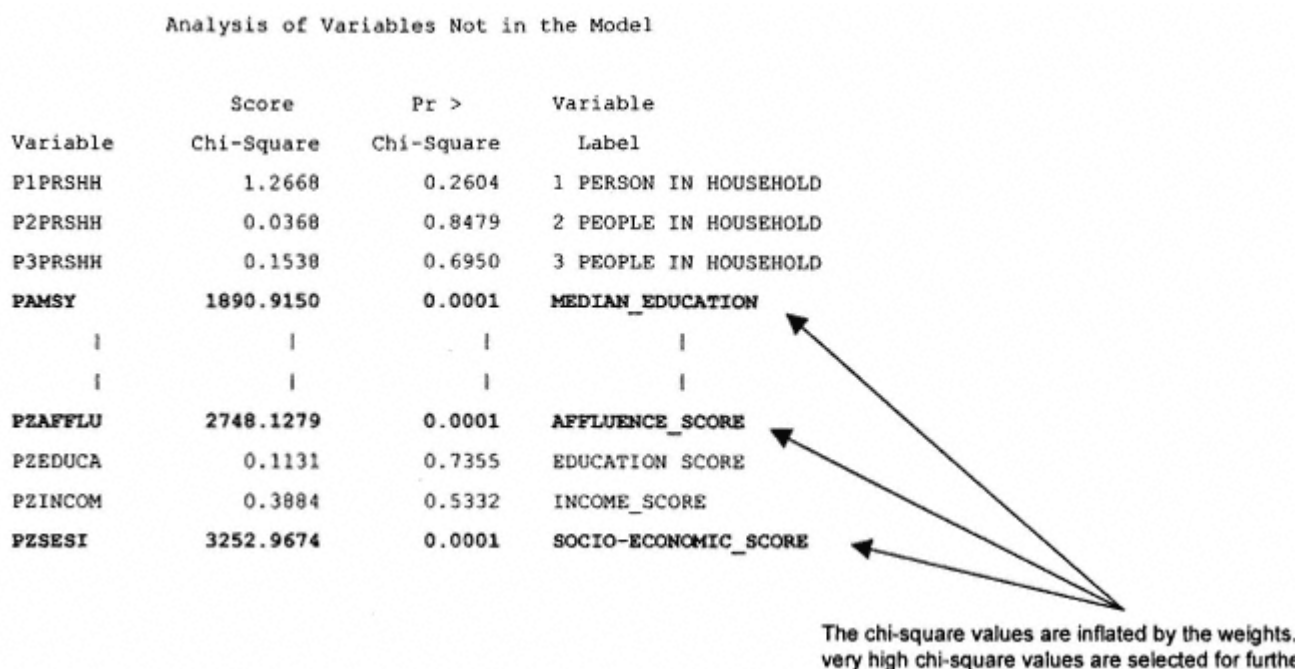 Analysis of Variables Not in the Model
Score Pr > Variable
Variable Chi-Square Chi-Square Label
P1PRSHH 1.2668 0.2604 1 PERSON IN HOUSEHOLD
P2PRSHH 0.0368 0.8479 2 PEOPLE IN HOUSEHOLD
P3PRSHH 0.1538 0.6950 3 PEOPLE IN HOUSEHOLD
PAMSY 1890.9150 0.0001 MEDIAN_EDUCATION
| | | |
| | | |
PZAFFLU 2748.1279 0.0001 AFFLUENCE_SCORE
PZEDUCA 0.1131 0.7355 EDUCATION SCORE
PZINCOM 0.3884 0.5332 INCOME_SCORE
PZSESI 3252.9674 0.0001 SOCIO-ECONOMIC_SCORE
The chi-square values are inflated by the weights.
very high chi-square values are selected for furthe